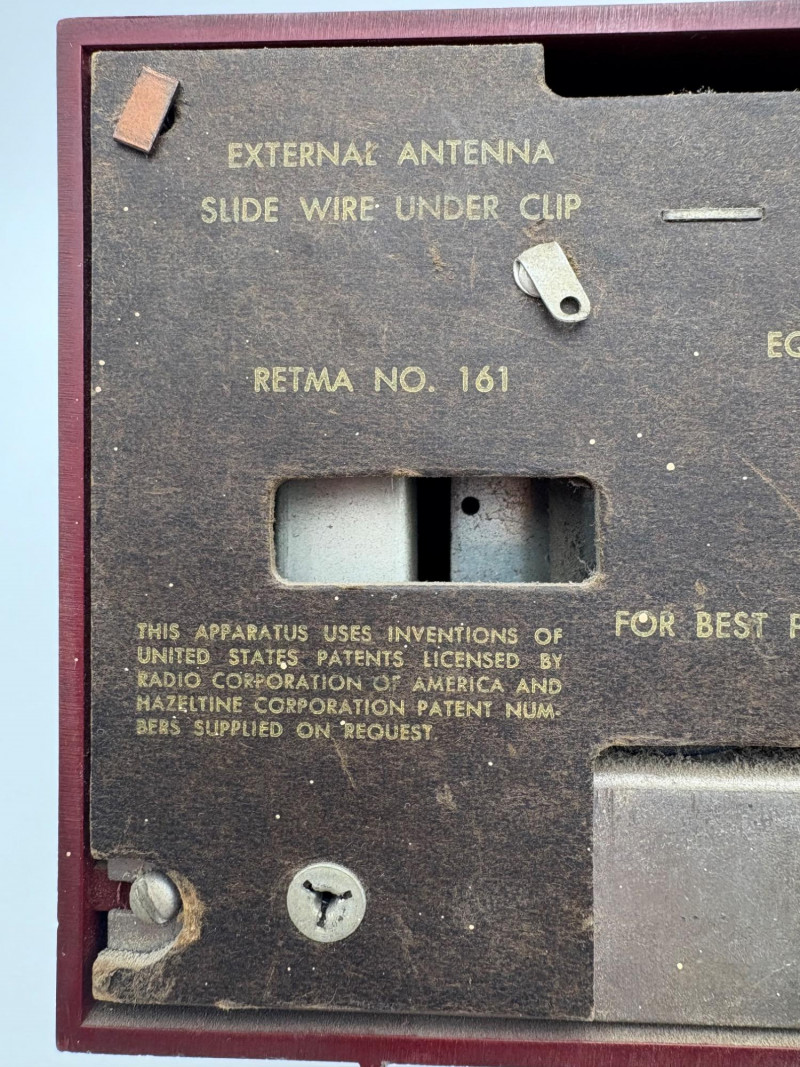 EXTERNAL ANTENNA
SLIDE WIRE UNDER CLIP
RETMA NO. 161
THIS APPARATUS USES INVENTIONS OF
UNITED STATES PATENTS LICENSED BY
RADIO CORPORATION OF AMERICA AND
HAZELTINE CORPORATION PATENT NUM-
BERS SUPPLIED ON REQUEST.
FOR BEST